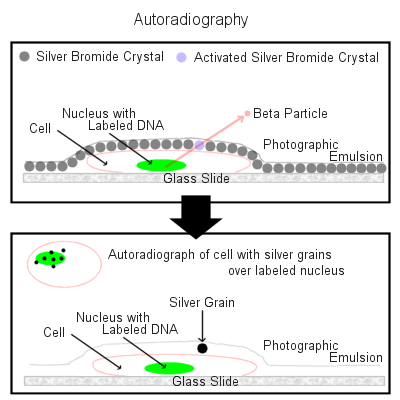 Autoradiography
Silver Bromide Crystal
Activated Silver Bromide Crystal
Nucleus with
Labeled DNA
Beta Particle
Cell
Photographic
Emulsion
Glass Slide
Autoradiograph of cell with silver grains
over labeled nucleus
Silver Grain
Nucleus with
Labeled DNA
Cell
Photographic
Emulsion
Glass Slide